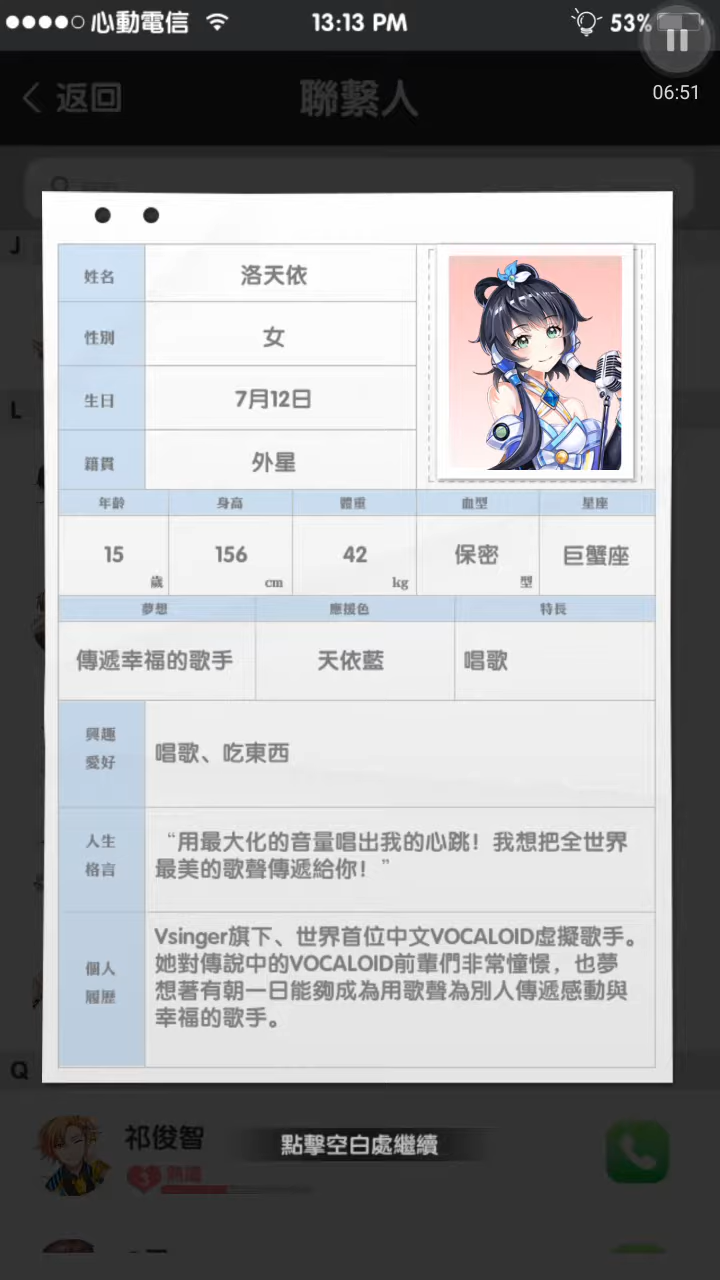 心動電信
13:13 PM
53%
06:51
返回
聯繫人
J
姓名
洛天依
性別
女
生日
7月12日
L
籍貫
外星
年齡
身高
體重
血型
星座
15
歲
156
cm
42
kg
保密
型
巨蟹座
夢想
應援色
特長
傳遞幸福的歌手
天依藍
唱歌
興趣
愛好
唱歌、吃東西
人生
格言
“用最大化的音量唱出我的心跳！我想把全世界
最美的歌聲傳遞給你！”
個人
履歷
Vsinger旗下、世界首位中文VOCALOID虛擬歌手。
她對傳說中的VOCALOID前輩們非常憧憬，也夢
想著有朝一日能夠成為用歌聲為別人傳遞感動與
幸福的歌手。
Q
祁俊智
3
熟識
點擊空白處繼續